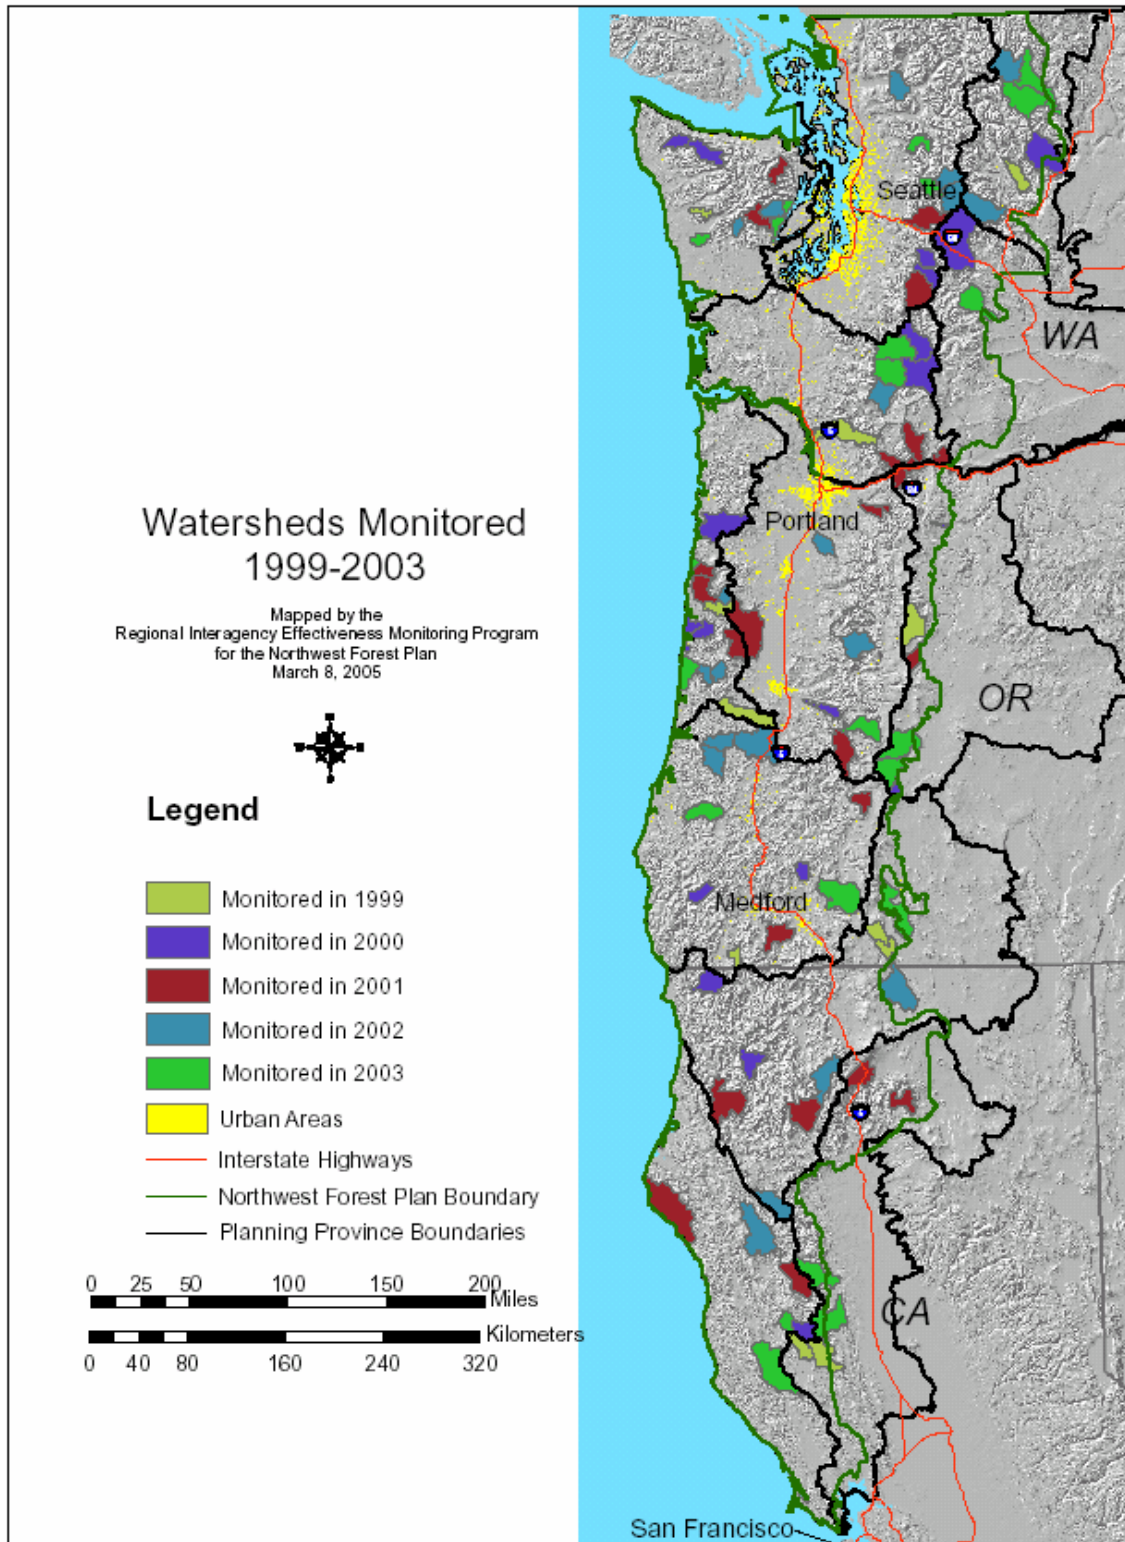 Watersheds Monitored
1999-2003
Mapped by the
Regional Interagency Effectiveness Monitoring Program
for the Northwest Forest Plan
March 8, 2005
Legend
Monitored in 1999
Monitored in 2000
Monitored in 2001
Monitored in 2002
Monitored in 2003
Urban Areas
Interstate Highways
Northwest Forest Plan Boundary
Planning Province Boundaries
0 25 50 100 150 200
Miles
Kilometers
0 40 80 160 240 320
Seattle
WA
Portland
OR
Medford
CA
San Francisco